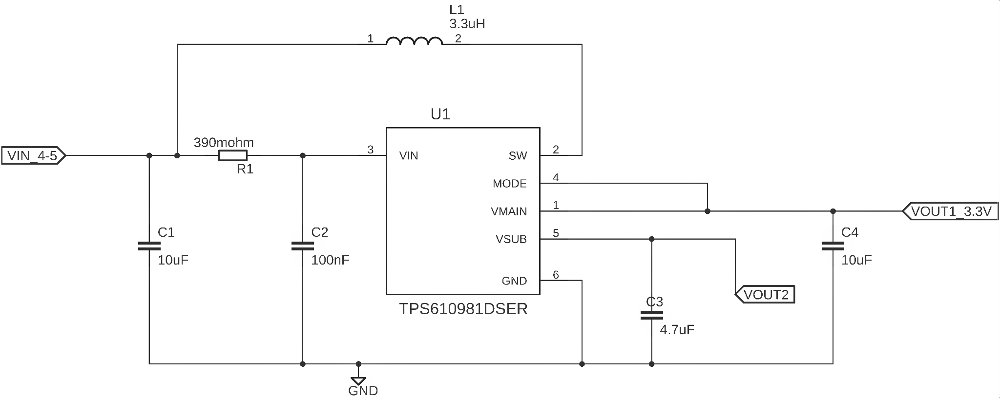 L1
3.3uH
1
2
U1
390mohm
R1
VIN_4-5
3
VIN
SW
2
MODE
4
VMAIN
1
VOUT1_3.3V
VSUB
5
C1
10uF
C2
100nF
C4
10uF
GND
6
VOUT2
C3
4.7uF
TPS610981DSER
GND